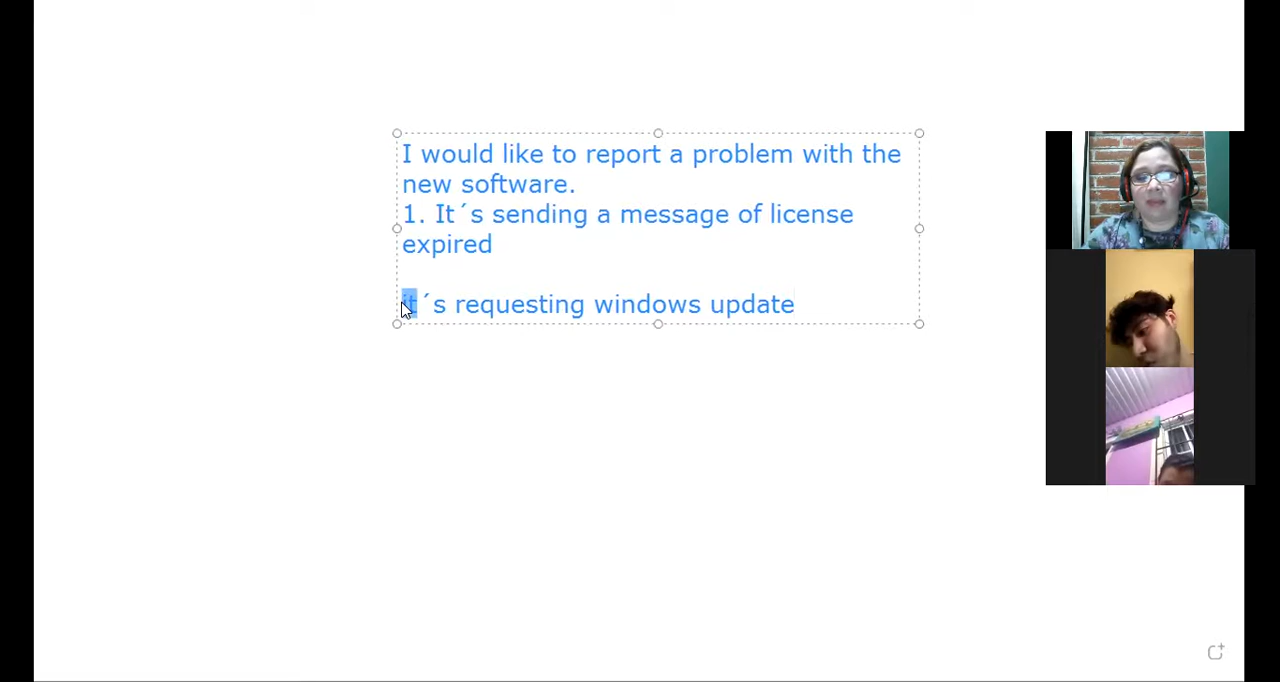 I would like to report a problem with the
new software.
1. It´s sending a message of license
expired
it´s requesting windows update